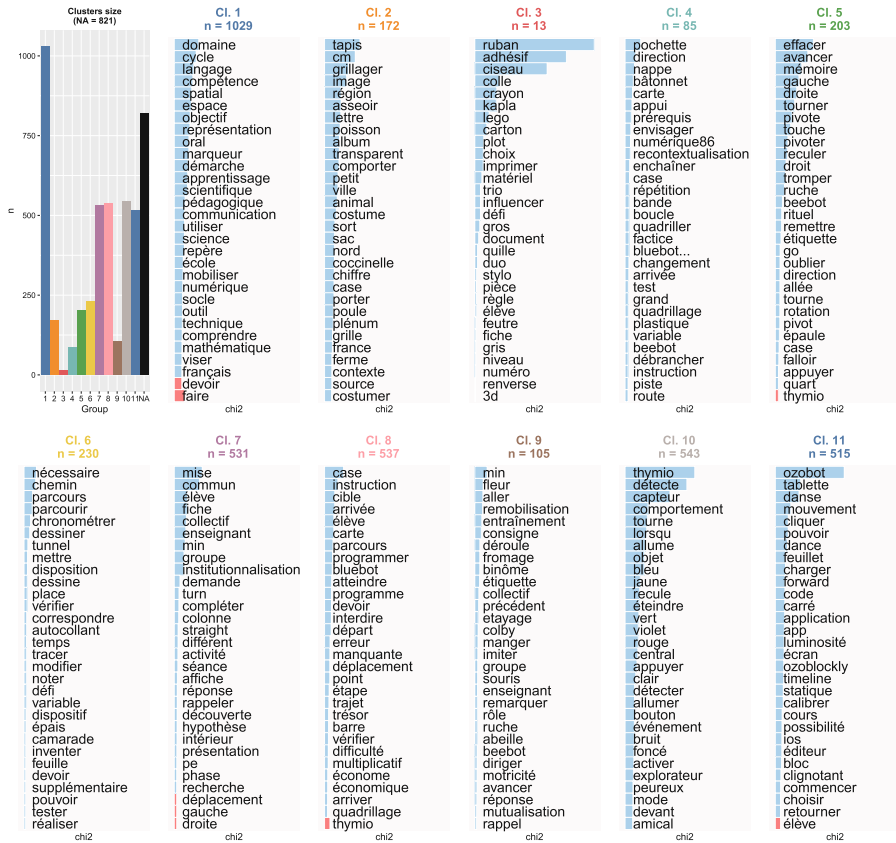 Clusters size
(NA = 821)
1000
750
500
250
0
n
1 2 3 4 5 6 7 8 9 10 11NA
Group
Cl. 1
n = 1029
domaine
cycle
langage
compétence
spatial
espace
objectif
représentation
oral
marqueur
démarche
apprentissage
scientifique
pédagogique
communication
utiliser
science
repère
école
mobiliser
numérique
socle
outil
technique
comprendre
mathématique
viser
français
devoir
faire
chi2
Cl. 2
n = 172
tapis
cm
grillager
image
région
asseoir
lettre
poisson
album
transparent
comporter
petit
ville
animal
costume
sort
sac
nord
coccinelle
chiffre
case
porter
poule
plénum
grille
france
ferme
contexte
source
costumer
chi2
Cl. 3
n = 13
ruban
adhésif
ciseau
colle
crayon
kapla
lego
carton
plot
choix
imprimer
matériel
trio
influencer
défi
gros
document
quille
duo
stylo
pièce
règle
élève
feutre
fiche
gris
niveau
numéro
renverse
3d
chi2
Cl. 4
n = 85
pochette
direction
nappe
bâtonnet
carte
appui
prérequis
envisager
numérique86
recontextualisation
enchaîner
case
répétition
bande
boucle
quadriller
factice
bluebot...
changement
arrivée
test
grand
quadrillage
plastique
variable
beebot
débrancher
instruction
piste
route
chi2
Cl. 5
n = 203
effacer
avancer
mémoire
gauche
droite
tourner
pivote
touche
pivoter
reculer
droit
tromper
ruche
beebot
rituel
remettre
étiquette
go
oublier
direction
allée
tourne
rotation
pivot
épaule
case
falloir
appuyer
quart
thymio
chi2
Cl. 6
n = 230
nécessaire
chemin
parcours
parcourir
chronométrer
dessiner
tunnel
mettre
disposition
dessine
place
vérifier
correspondre
autocollant
temps
tracer
modifier
noter
défi
variable
dispositif
épais
camarade
inventer
feuille
devoir
supplémentaire
pouvoir
tester
réaliser
chi2
Cl. 7
n = 531
mise
commun
élève
fiche
collectif
enseignant
min
groupe
institutionnalisation
demande
turn
compléter
colonne
straight
différent
activité
séance
affiche
réponse
rappeler
découverte
hypothèse
intérieur
présentation
pe
phase
recherche
déplacement
gauche
droite
chi2
Cl. 8
n = 537
case
instruction
cible
arrivée
élève
carte
parcours
programmer
bluebot
atteindre
programme
devoir
interdire
départ
erreur
manquante
déplacement
point
étape
trajet
trésor
barre
vérifier
difficulté
multiplicatif
économe
économique
arriver
quadrillage
thymio
chi2
Cl. 9
n = 105
min
fleur
aller
remobilisation
entraînement
consigne
déroule
fromage
binôme
étiquette
collectif
précédent
etayage
colby
manger
imiter
groupe
souris
enseignant
remarquer
rôle
ruche
abeille
beebot
diriger
motricité
avancer
réponse
mutualisation
rappel
chi2
Cl. 10
n = 543
thymio
détecte
capteur
comportement
tourne
lorsqu
allume
objet
bleu
jaune
recule
éteindre
vert
violet
rouge
central
appuyer
clair
détecter
allumer
bouton
événement
bruit
foncé
activer
explorateur
peureux
mode
devant
amical
chi2
Cl. 11
n = 515
ozobot
tablette
danse
mouvement
cliquer
pouvoir
dance
feuillet
charger
forward
code
carré
application
app
luminosité
écran
ozoblockly
timeline
statique
calibrer
cours
possibilité
ios
éditeur
bloc
clignotant
commencer
choisir
retourner
élève
chi2